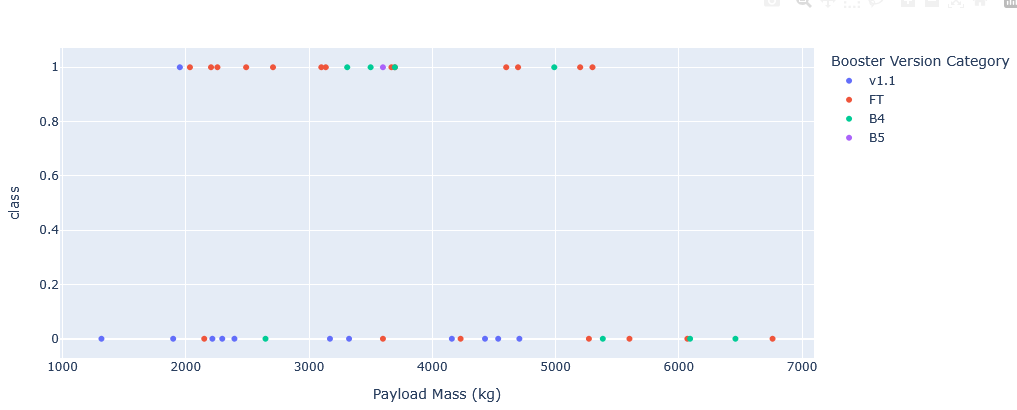 Booster Version Category
v1.1
FT
B4
B5
1
0.8
0.6
0.4
0.2
0
class
1000 2000 3000 4000 5000 6000 7000
Payload Mass (kg)